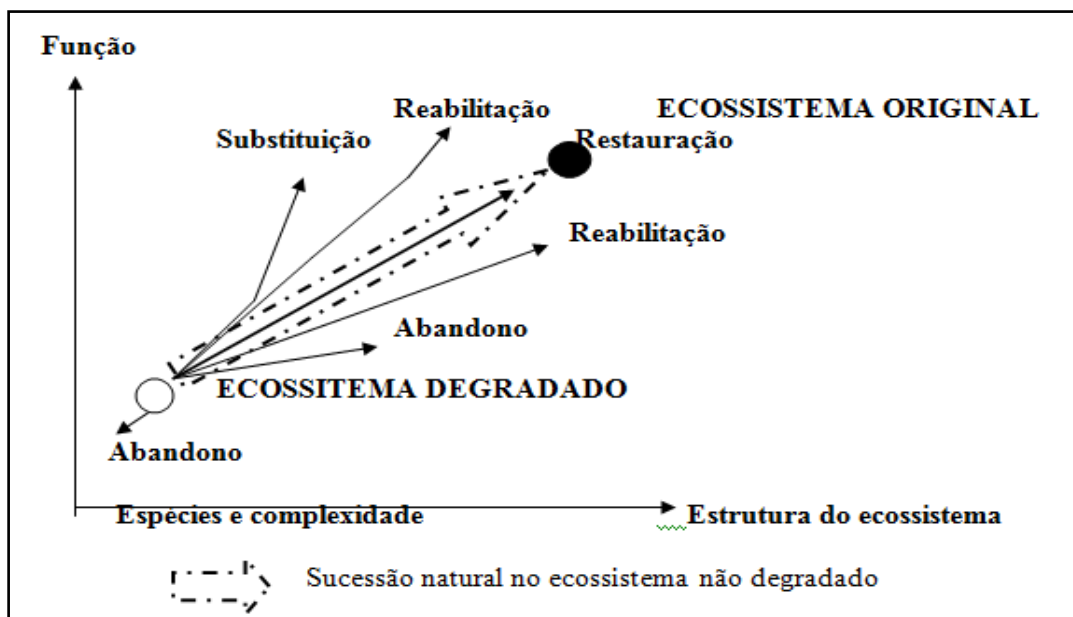 Função
Reabilitação
ECOSSISTEMA ORIGINAL
Substituição
Restauração
Reabilitação
Abandono
ECOSSITEMA DEGRADADO
Abandono
Espécies e complexidade
Estrutura do ecossistema
Sucessão natural no ecossistema não degradado